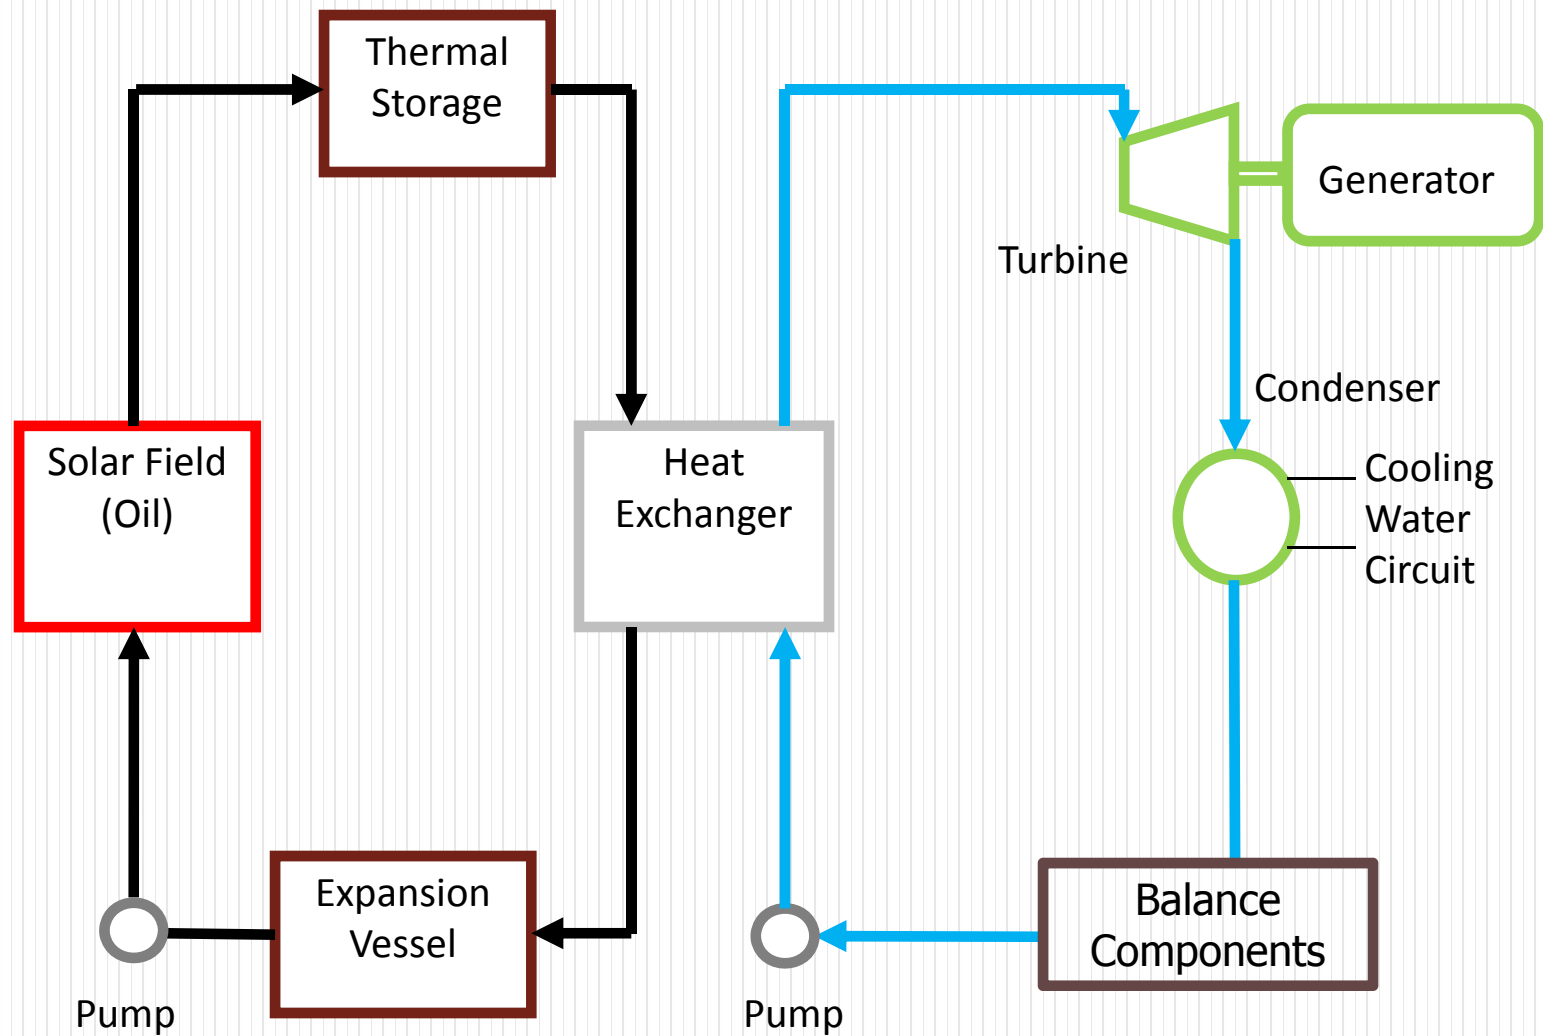 Thermal
Storage
Generator
Turbine
Condenser
Solar Field
(Oil)
Heat
Exchanger
Cooling
Water
Circuit
Expansion
Vessel
Balance
Components
Pump
Pump